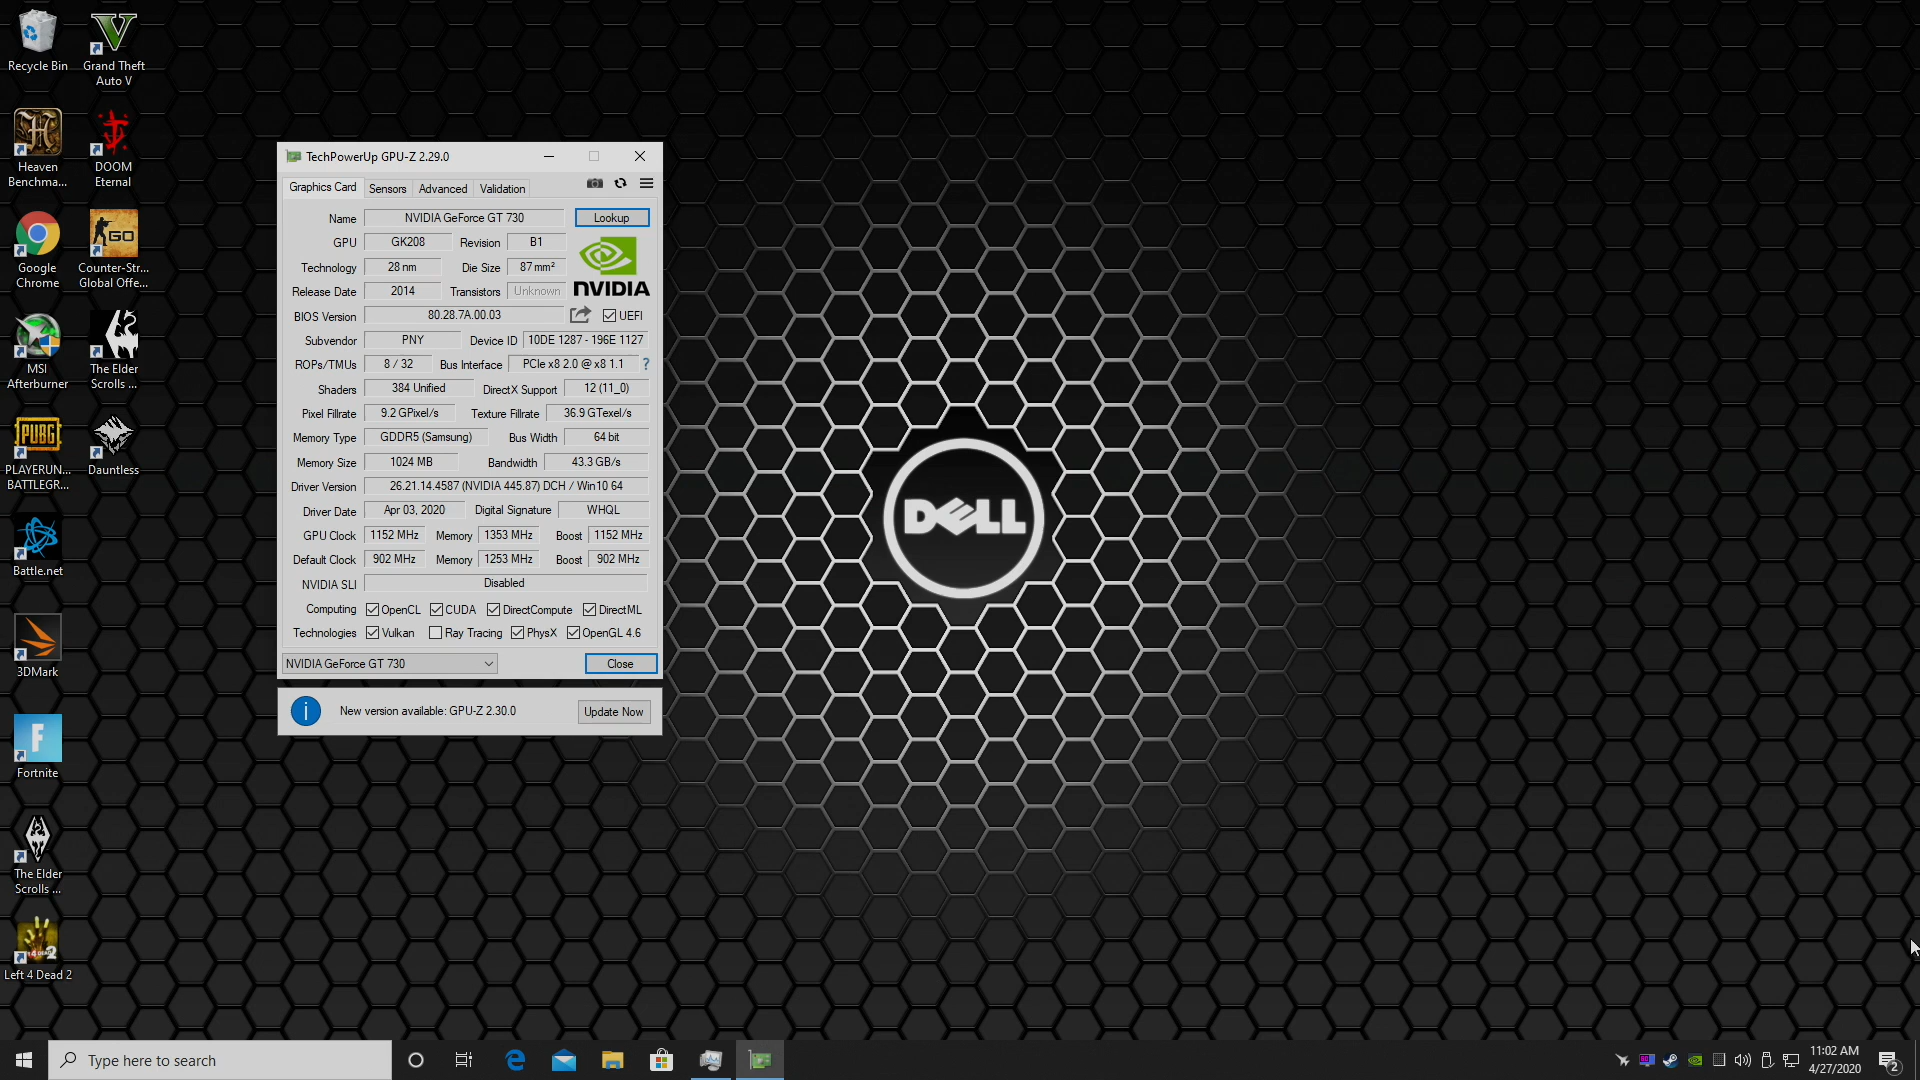 Recycle Bin
Grand Theft
Auto V
Heaven
Benchma...
DOOM
Eternal
Google
Chrome
GO
Counter-Str...
Global Offe...
MSI
Afterburner
The Elder
Scrolls ...
PUBG
PLAYERUN...
BATTLEGR...
Dauntless
Battle.net
3DMark
F
Fortnite
The Elder
Scrolls ...
Left 4 Dead 2
TechPowerUp GPU-Z 2.29.0
Graphics Card Sensors Advanced Validation
Name NVIDIA GeForce GT 730 Lookup
GPU GK208 Revision B1
Technology 28 nm Die Size 87 mm²
Release Date 2014 Transistors Unknown
NVIDIA
BIOS Version 80.28.7A.00.03 UEFI
Subvendor PNY Device ID 10DE 1287 - 196E 1127
ROPs/TMUs 8 / 32 Bus Interface PCIe x8 2.0 @ x8 1.1 ?
Shaders 384 Unified DirectX Support 12 (11_0)
Pixel Fillrate 9.2 GPixel/s Texture Fillrate 36.9 GTexel/s
Memory Type GDDR5 (Samsung) Bus Width 64 bit
Memory Size 1024 MB Bandwidth 43.3 GB/s
Driver Version 26.21.14.4587 (NVIDIA 445.87) DCH / Win10 64
Driver Date Apr 03, 2020 Digital Signature WHQL
GPU Clock 1152 MHz Memory 1353 MHz Boost 1152 MHz
Default Clock 902 MHz Memory 1253 MHz Boost 902 MHz
NVIDIA SLI Disabled
Computing OpenCL CUDA DirectCompute DirectML
Technologies Vulkan Ray Tracing PhysX OpenGL 4.6
NVIDIA GeForce GT 730 Close
New version available: GPU-Z 2.30.0 Update Now
DELL
Type here to search
11:02 AM
4/27/2020
2